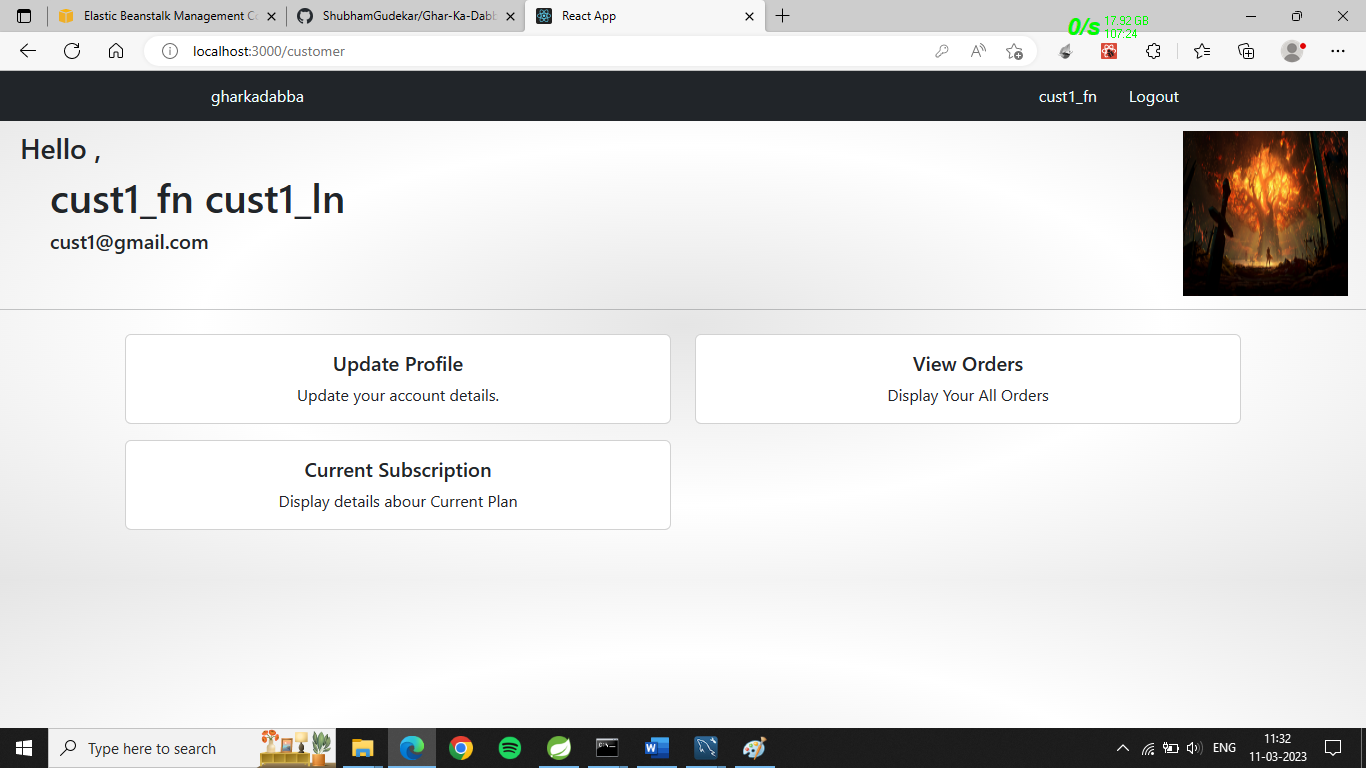 Elastic Beanstalk Management Co
ShubhamGudekar/Ghar-Ka-Dabb
React App
0/s 17.92 GB
107:24
localhost:3000/customer
gharkadabba
cust1_fn
Logout
Hello ,
cust1_fn cust1_ln
cust1@gmail.com
Update Profile
Update your account details.
View Orders
Display Your All Orders
Current Subscription
Display details abour Current Plan
Type here to search
ENG
11:32
11-03-2023